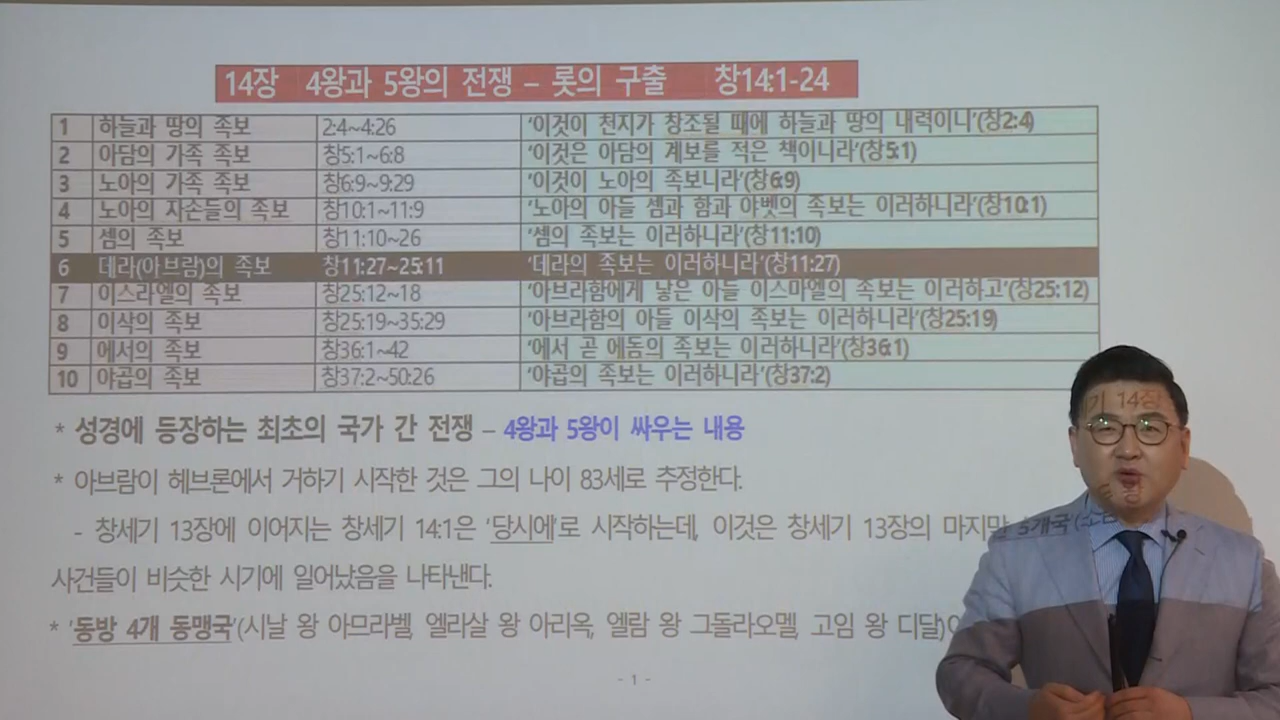 14장 4왕과 5왕의 전쟁 – 롯의 구출 창14:1-24
1 하늘과 땅의 족보 2:4~4:26 '이것이 천지가 창조될 때에 하늘과 땅의 내력이니'(창2:4)
2 아담의 가족 족보 창5:1~6:8 '이것은 아담의 계보를 적은 책이니라'(창5:1)
3 노아의 가족 족보 창6:9~9:29 '이것이 노아의 족보니라'(창6:9)
4 노아의 자손들의 족보 창10:1~11:9 '노아의 아들 셈과 함과 야벳의 족보는 이러하니라'(창10:1)
5 셈의 족보 창11:10~26 '셈의 족보는 이러하니라'(창11:10)
6 데라(아브람)의 족보 창11:27~25:11 '데라의 족보는 이러하니라'(창11:27)
7 이스라엘의 족보 창25:12~18 '아브라함에게 낳은 아들 이스마엘의 족보는 이러하고'(창25:12)
8 이삭의 족보 창25:19~35:29 '아브라함의 아들 이삭의 족보는 이러하니라'(창25:19)
9 에서의 족보 창36:1~42 '에서 곧 에돔의 족보는 이러하니라'(창36:1)
10 야곱의 족보 창37:2~50:26 '야곱의 족보는 이러하니라'(창37:2)
* 성경에 등장하는 최초의 국가 간 전쟁 – 4왕과 5왕이 싸우는 내용
* 아브람이 헤브론에서 거하기 시작한 것은 그의 나이 83세로 추정한다.
- 창세기 13장에 이어지는 창세기 14:1은 '당시에'로 시작하는데, 이것은 창세기 13장의 마지막
사건들이 비슷한 시기에 일어났음을 나타낸다.
* '동방 4개 동맹국'(시날 왕 아므라벨, 엘라살 왕 아리옥, 엘람 왕 그돌라오멜, 고임 왕 디달)
5개국
기 14장
- 1 -